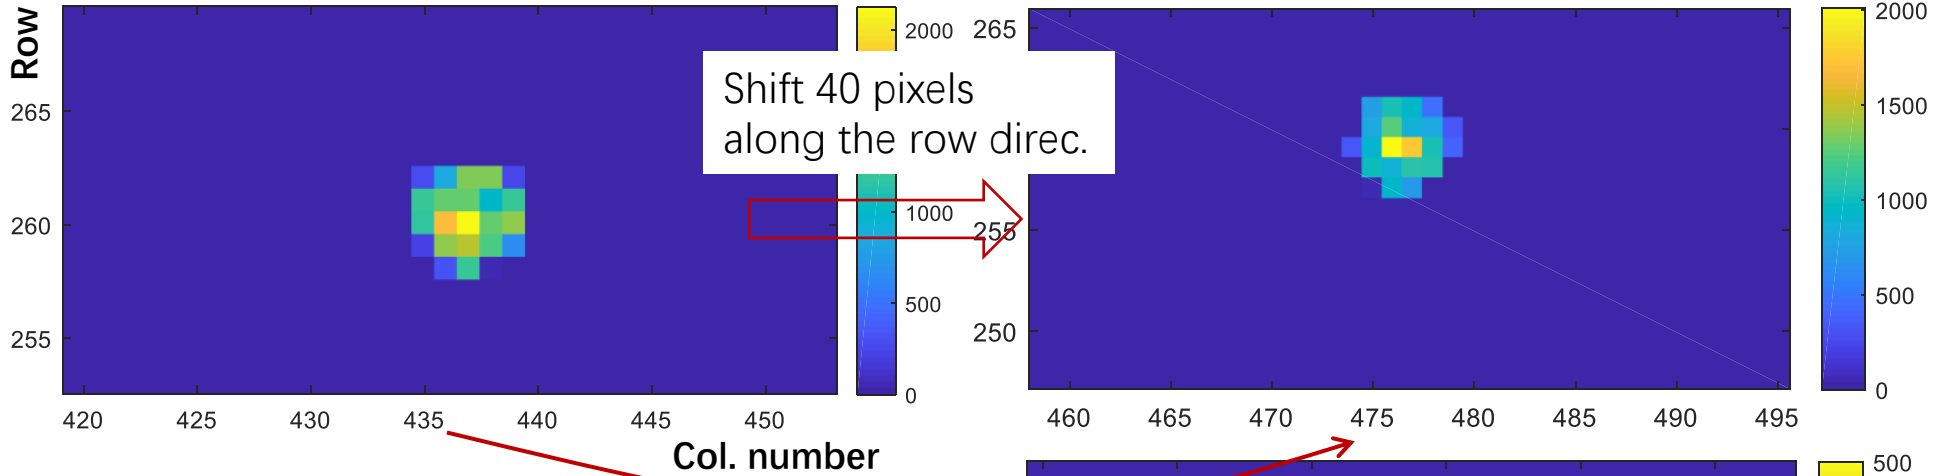 Row
265
260
255
420 425 430 435 440 445 450
Col. number
2000
1000
500
0
Shift 40 pixels
along the row direc.
265
255
250
460 465 470 475 480 485 490 495
2000
1500
1000
500
0
500